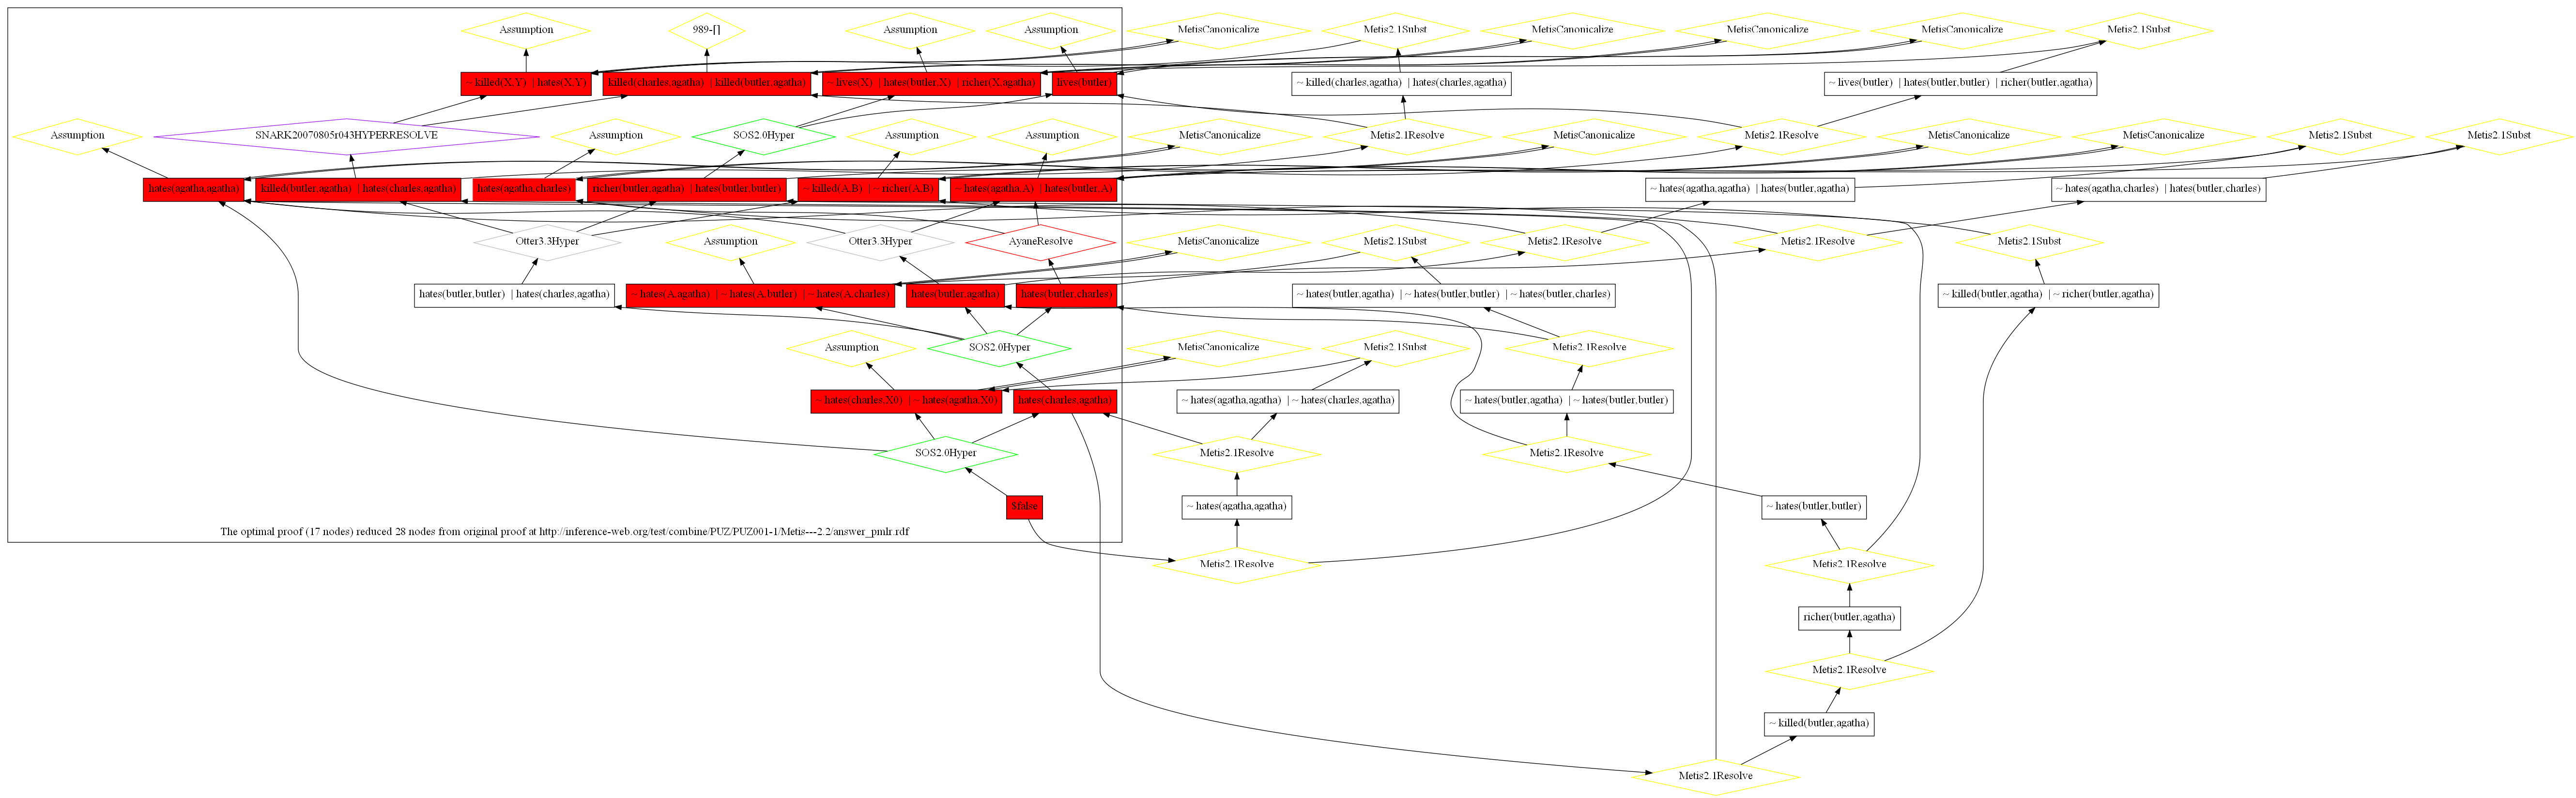 Assumption
989-[]
Assumption
Assumption
MetisCanonicalize
Metis2.1Subst
MetisCanonicalize
MetisCanonicalize
MetisCanonicalize
Metis2.1Subst
~ killed(X,Y) | hates(X,Y)
killed(charles,agatha) | killed(butler,agatha)
~ lives(X) | hates(butler,X) | richer(X,agatha)
lives(butler)
~ killed(charles,agatha) | hates(charles,agatha)
~ lives(butler) | hates(butler,butler) | richer(butler,agatha)
Assumption
SNARK20070805r043HYPERRESOLVE
Assumption
SOS2.0Hyper
Assumption
Assumption
MetisCanonicalize
Metis2.1Resolve
MetisCanonicalize
Metis2.1Resolve
MetisCanonicalize
MetisCanonicalize
Metis2.1Subst
Metis2.1Subst
hates(agatha,agatha)
killed(butler,agatha) | hates(charles,agatha)
hates(agatha,charles)
richer(butler,agatha) | hates(butler,butler)
~ killed(A,B) | ~ richer(A,B)
~ hates(agatha,A) | hates(butler,A)
~ hates(agatha,agatha) | hates(butler,agatha)
~ hates(agatha,charles) | hates(butler,charles)
Otter3.3Hyper
Assumption
Otter3.3Hyper
AyaneResolve
MetisCanonicalize
Metis2.1Subst
Metis2.1Resolve
Metis2.1Resolve
Metis2.1Subst
hates(butler,butler) | hates(charles,agatha)
~ hates(A,agatha) | ~ hates(A,butler) | ~ hates(A,charles)
hates(butler,agatha)
hates(butler,charles)
~ hates(butler,agatha) | ~ hates(butler,butler) | ~ hates(butler,charles)
~ killed(butler,agatha) | ~ richer(butler,agatha)
Assumption
SOS2.0Hyper
MetisCanonicalize
Metis2.1Subst
Metis2.1Resolve
~ hates(charles,X0) | ~ hates(agatha,X0)
hates(charles,agatha)
~ hates(agatha,agatha) | ~ hates(charles,agatha)
~ hates(butler,agatha) | ~ hates(butler,butler)
SOS2.0Hyper
Metis2.1Resolve
Metis2.1Resolve
$false
~ hates(agatha,agatha)
~ hates(butler,butler)
The optimal proof (17 nodes) reduced 28 nodes from original proof at http://inference-web.org/test/combine/PUZ/PUZ001-1/Metis---2.2/answer_pmlr.rdf
Metis2.1Resolve
Metis2.1Resolve
richer(butler,agatha)
Metis2.1Resolve
~ killed(butler,agatha)
Metis2.1Resolve